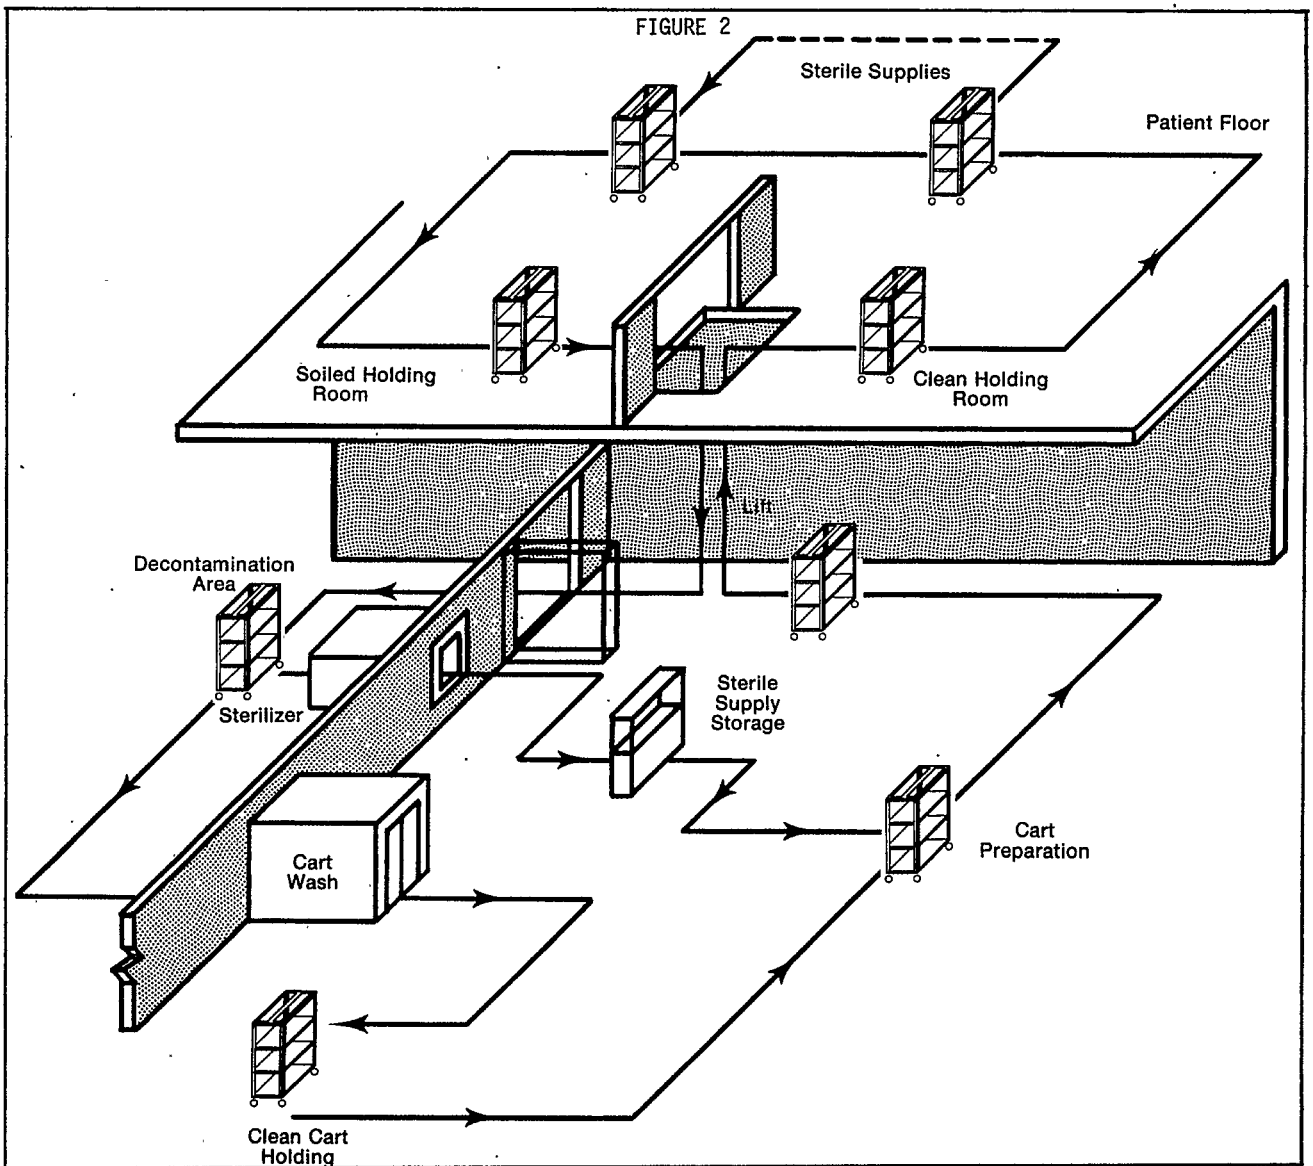 FIGURE 2
Sterile Supplies
Patient Floor
Soiled Holding
Room
Clean Holding
Room
Lift
Decontamination
Area
Sterilizer
Sterile
Supply
Storage
Cart
Wash
Cart
Preparation
Clean Cart
Holding